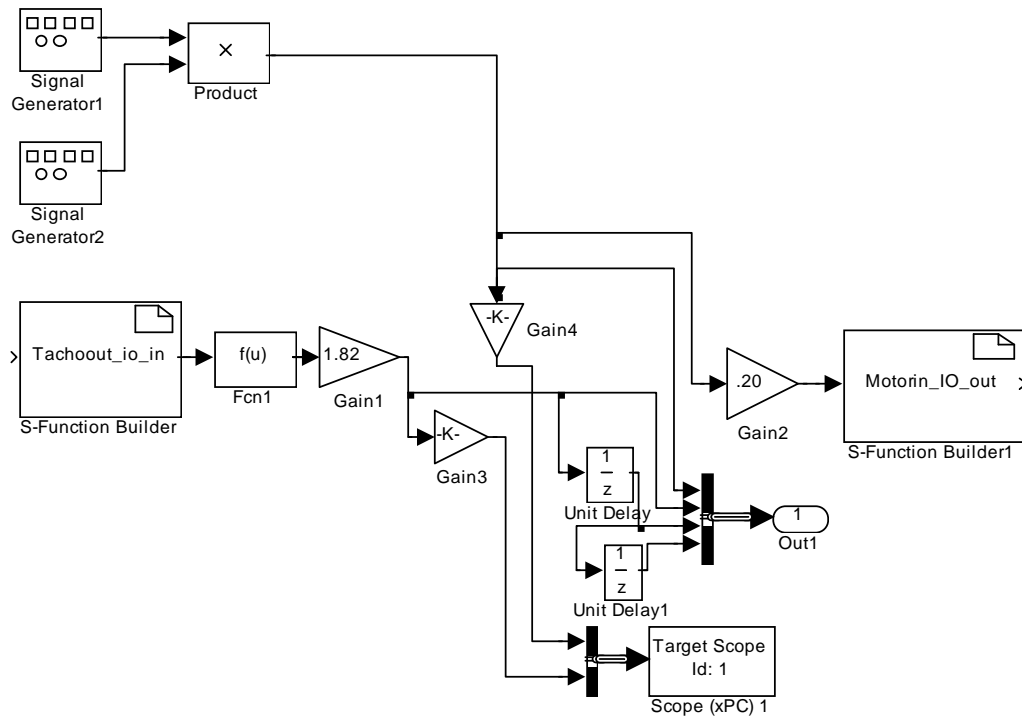 ×
Product
Signal
Generator1
Signal
Generator2
Tachoout_io_in
S-Function Builder
f(u)
Fcn1
1.82
Gain1
-K-
Gain4
-K-
Gain3
.20
Gain2
Motorin_IO_out
S-Function Builder1
1
z
Unit Delay
1
z
Unit Delay1
1
Out1
Target Scope
Id: 1
Scope (xPC) 1